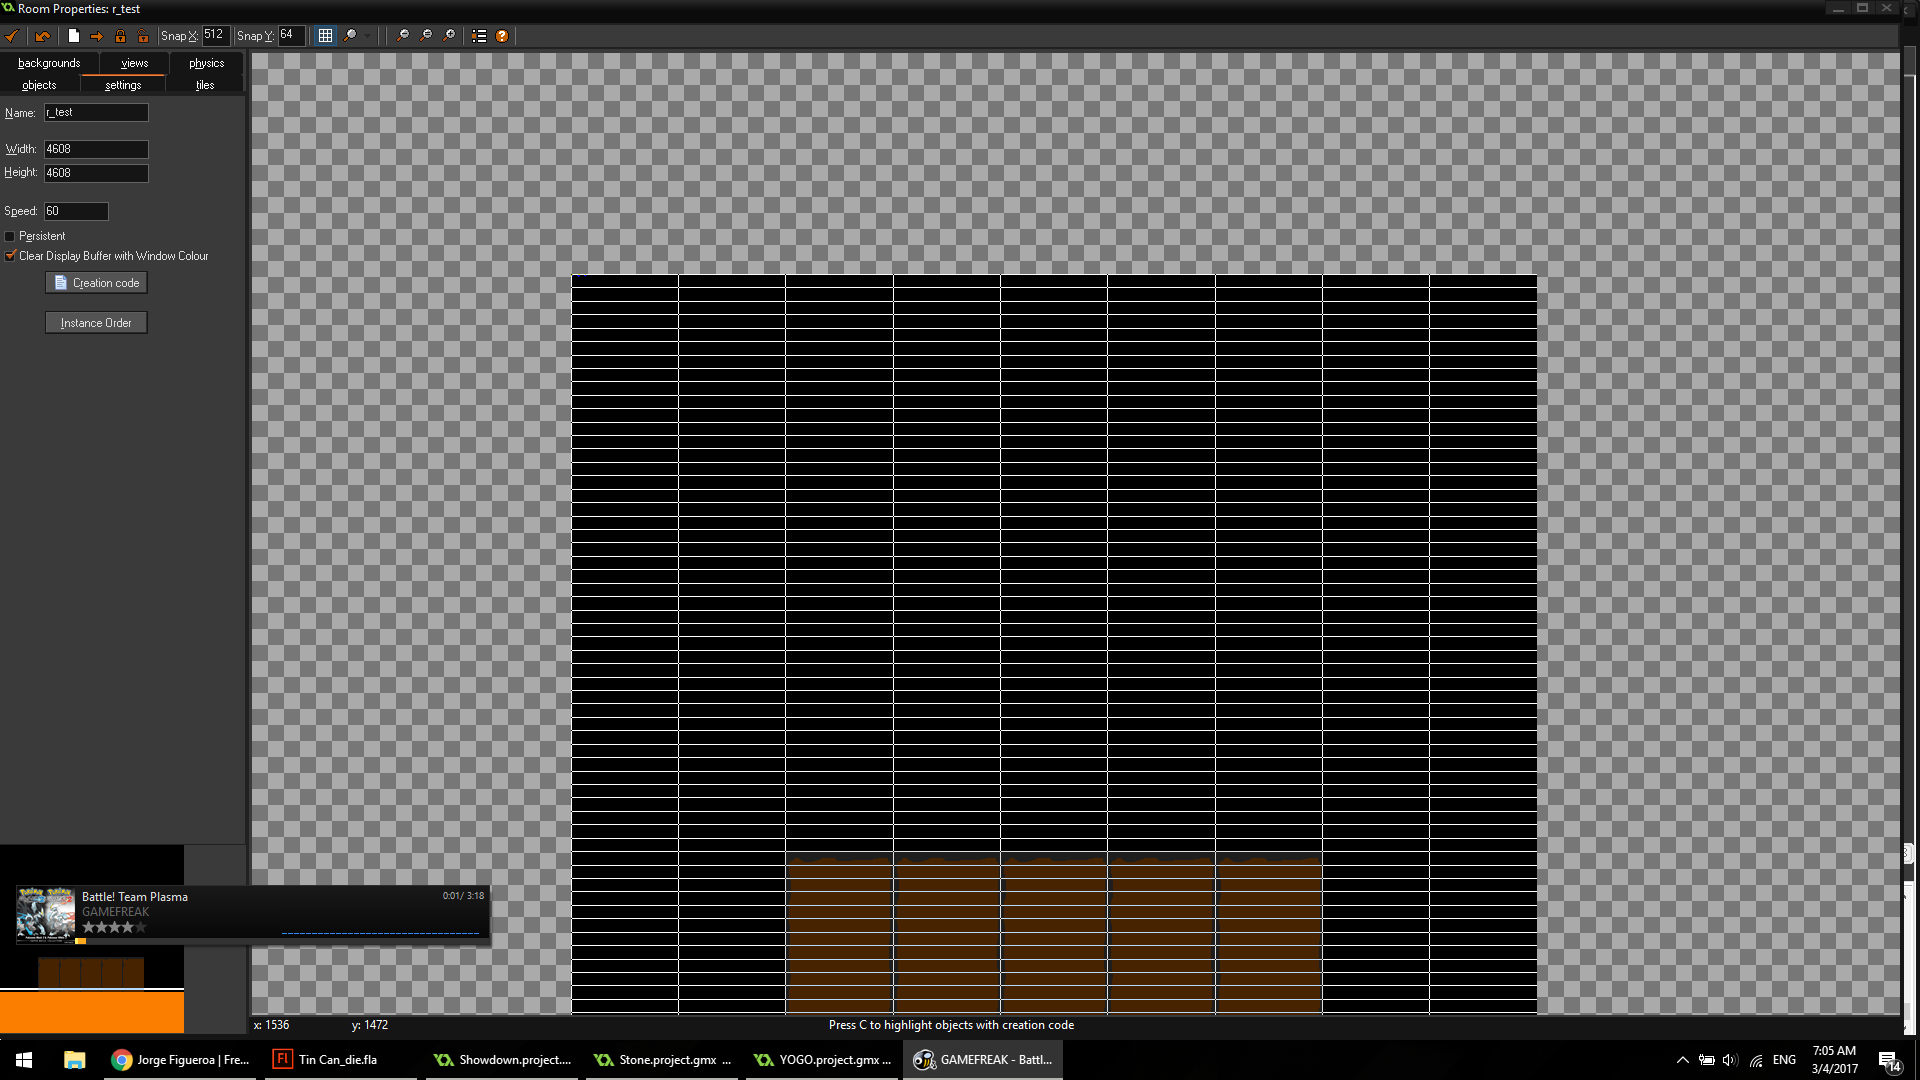 Room Properties: r_test
Snap X: 512 Snap Y: 64
backgrounds views physics
objects settings tiles
Name: r_test
Width: 4608
Height: 4608
Speed: 60
Persistent
Clear Display Buffer with Window Colour
Creation code
Instance Order
Battle! Team Plasma 0:01/ 3:18
GAMEFREAK
x: 1536 y: 1472 Press C to highlight objects with creation code
Jorge Figueroa | Fre... Tin Can_die.fla Showdown.project.... Stone.project.gmx ... YOGO.project.gmx ... GAMEFREAK - Battl... ENG 7:05 AM
3/4/2017 14